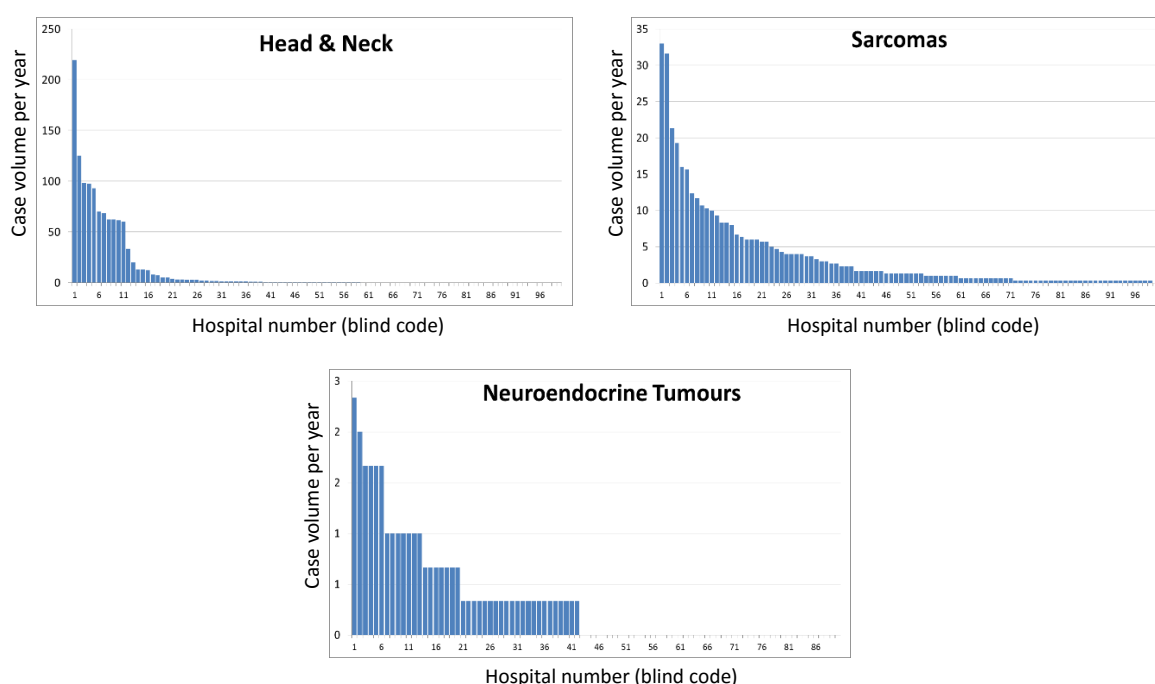 Head & Neck
Case volume per year
250
200
150
100
50
0
1 6 11 16 21 26 31 36 41 46 51 56 61 66 71 76 81 86 91 96
Hospital number (blind code)
Sarcomas
Case volume per year
35
30
25
20
15
10
5
0
1 6 11 16 21 26 31 36 41 46 51 56 61 66 71 76 81 86 91 96
Hospital number (blind code)
Neuroendocrine Tumours
Case volume per year
3
2
2
1
1
0
1 6 11 16 21 26 31 36 41 46 51 56 61 66 71 76 81 86
Hospital number (blind code)